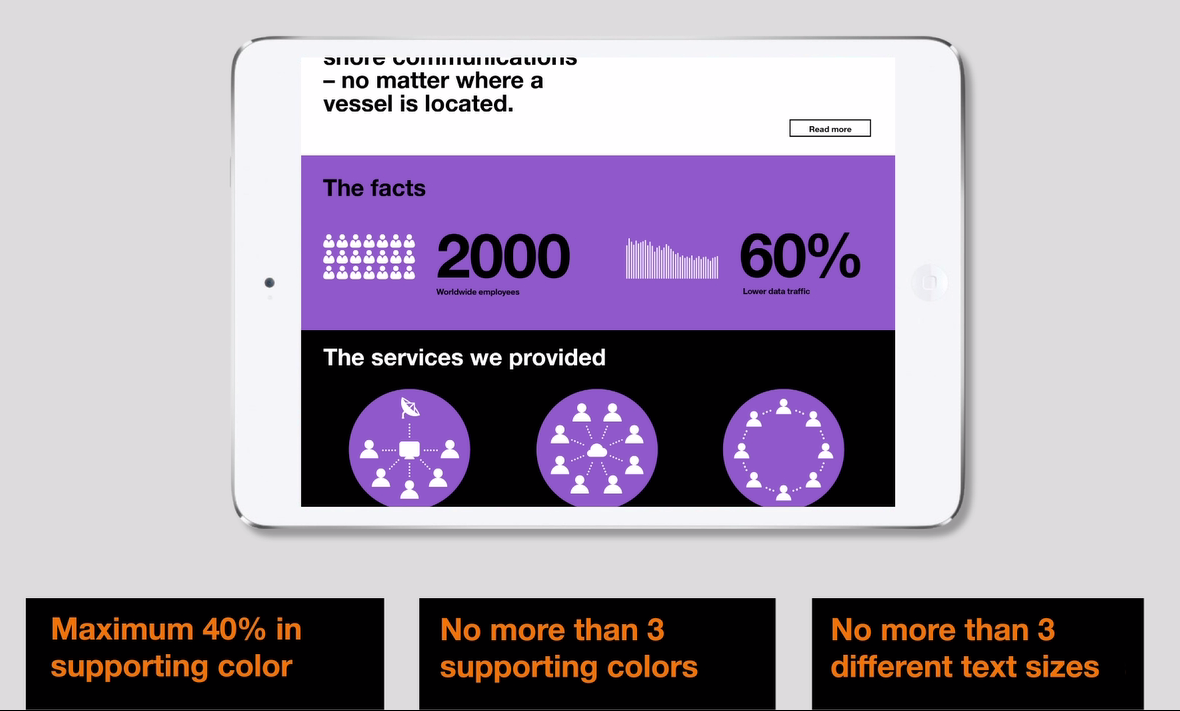 shore communications
– no matter where a
vessel is located.
Read more
The facts
2000
Worldwide employees
60%
Lower data traffic
The services we provided
Maximum 40% in
supporting color
No more than 3
supporting colors
No more than 3
different text sizes